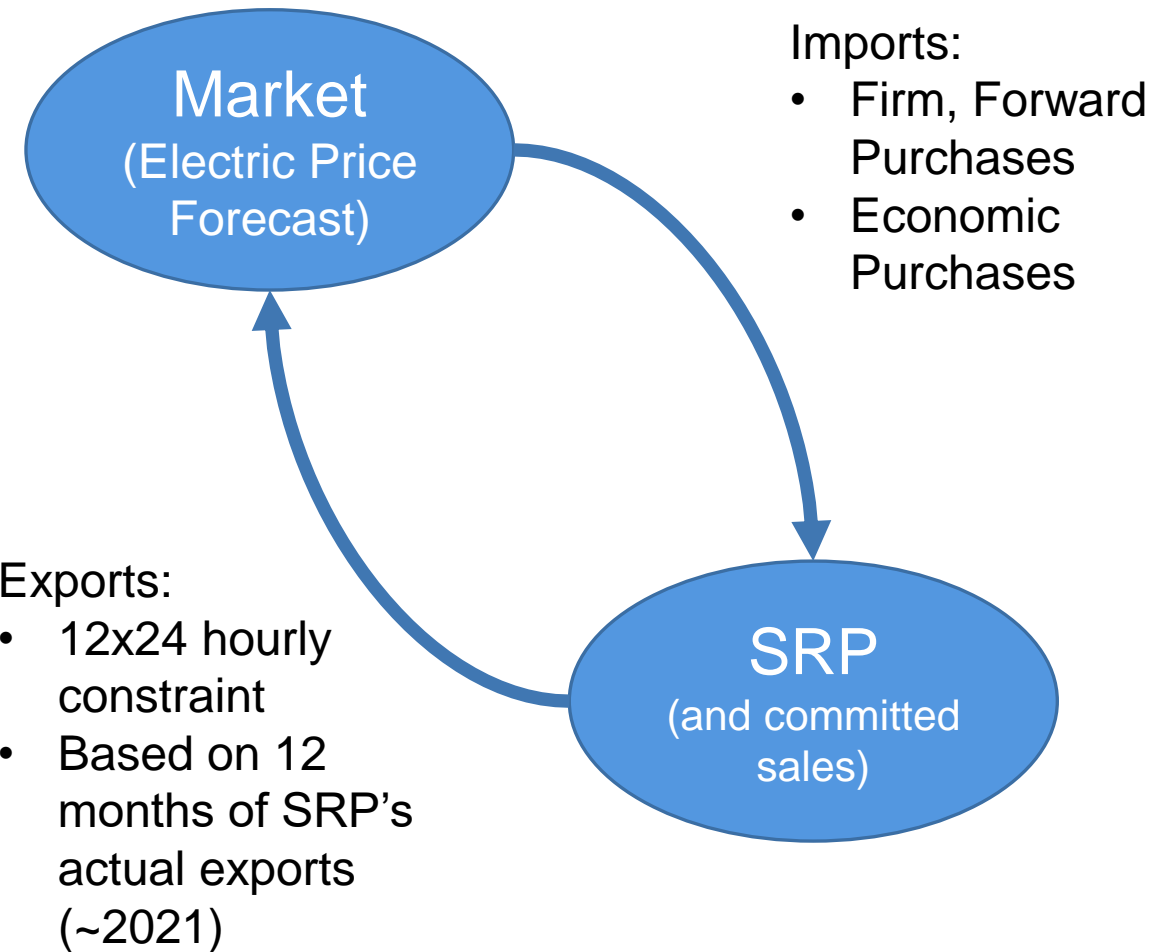 Market
(Electric Price
Forecast)
Imports:
• Firm, Forward
Purchases
• Economic
Purchases
Exports:
• 12x24 hourly
constraint
• Based on 12
months of SRP’s
actual exports
(~2021)
SRP
(and committed
sales)